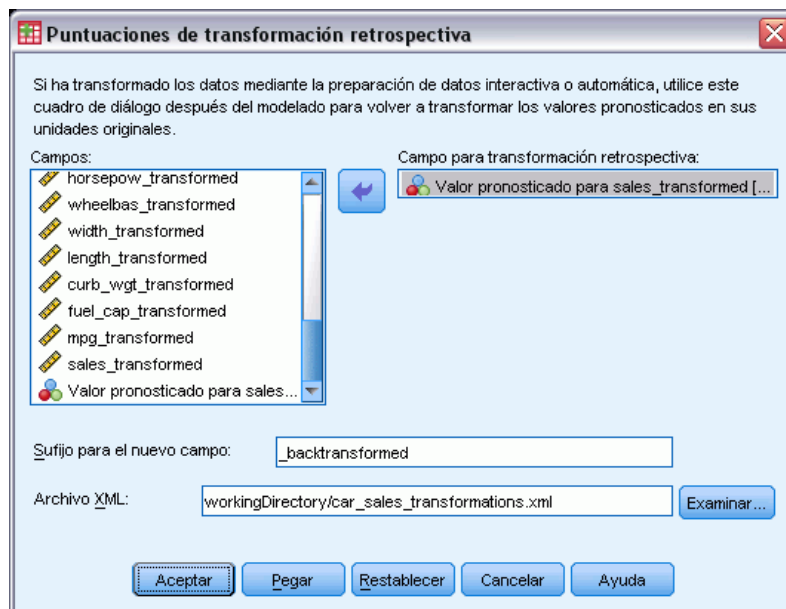 Puntuaciones de transformación retrospectiva
Si ha transformado los datos mediante la preparación de datos interactiva o automática, utilice este
cuadro de diálogo después del modelado para volver a transformar los valores pronosticados en sus
unidades originales.
Campos:
horsepow_transformed
wheelbas_transformed
width_transformed
length_transformed
curb_wgt_transformed
fuel_cap_transformed
mpg_transformed
sales_transformed
Valor pronosticado para sales...
Campo para transformación retrospectiva:
Valor pronosticado para sales_transformed [...
Sufijo para el nuevo campo:
_backtransformed
Archivo XML:
workingDirectory/car_sales_transformations.xml
Examinar...
Aceptar
Pegar
Restablecer
Cancelar
Ayuda